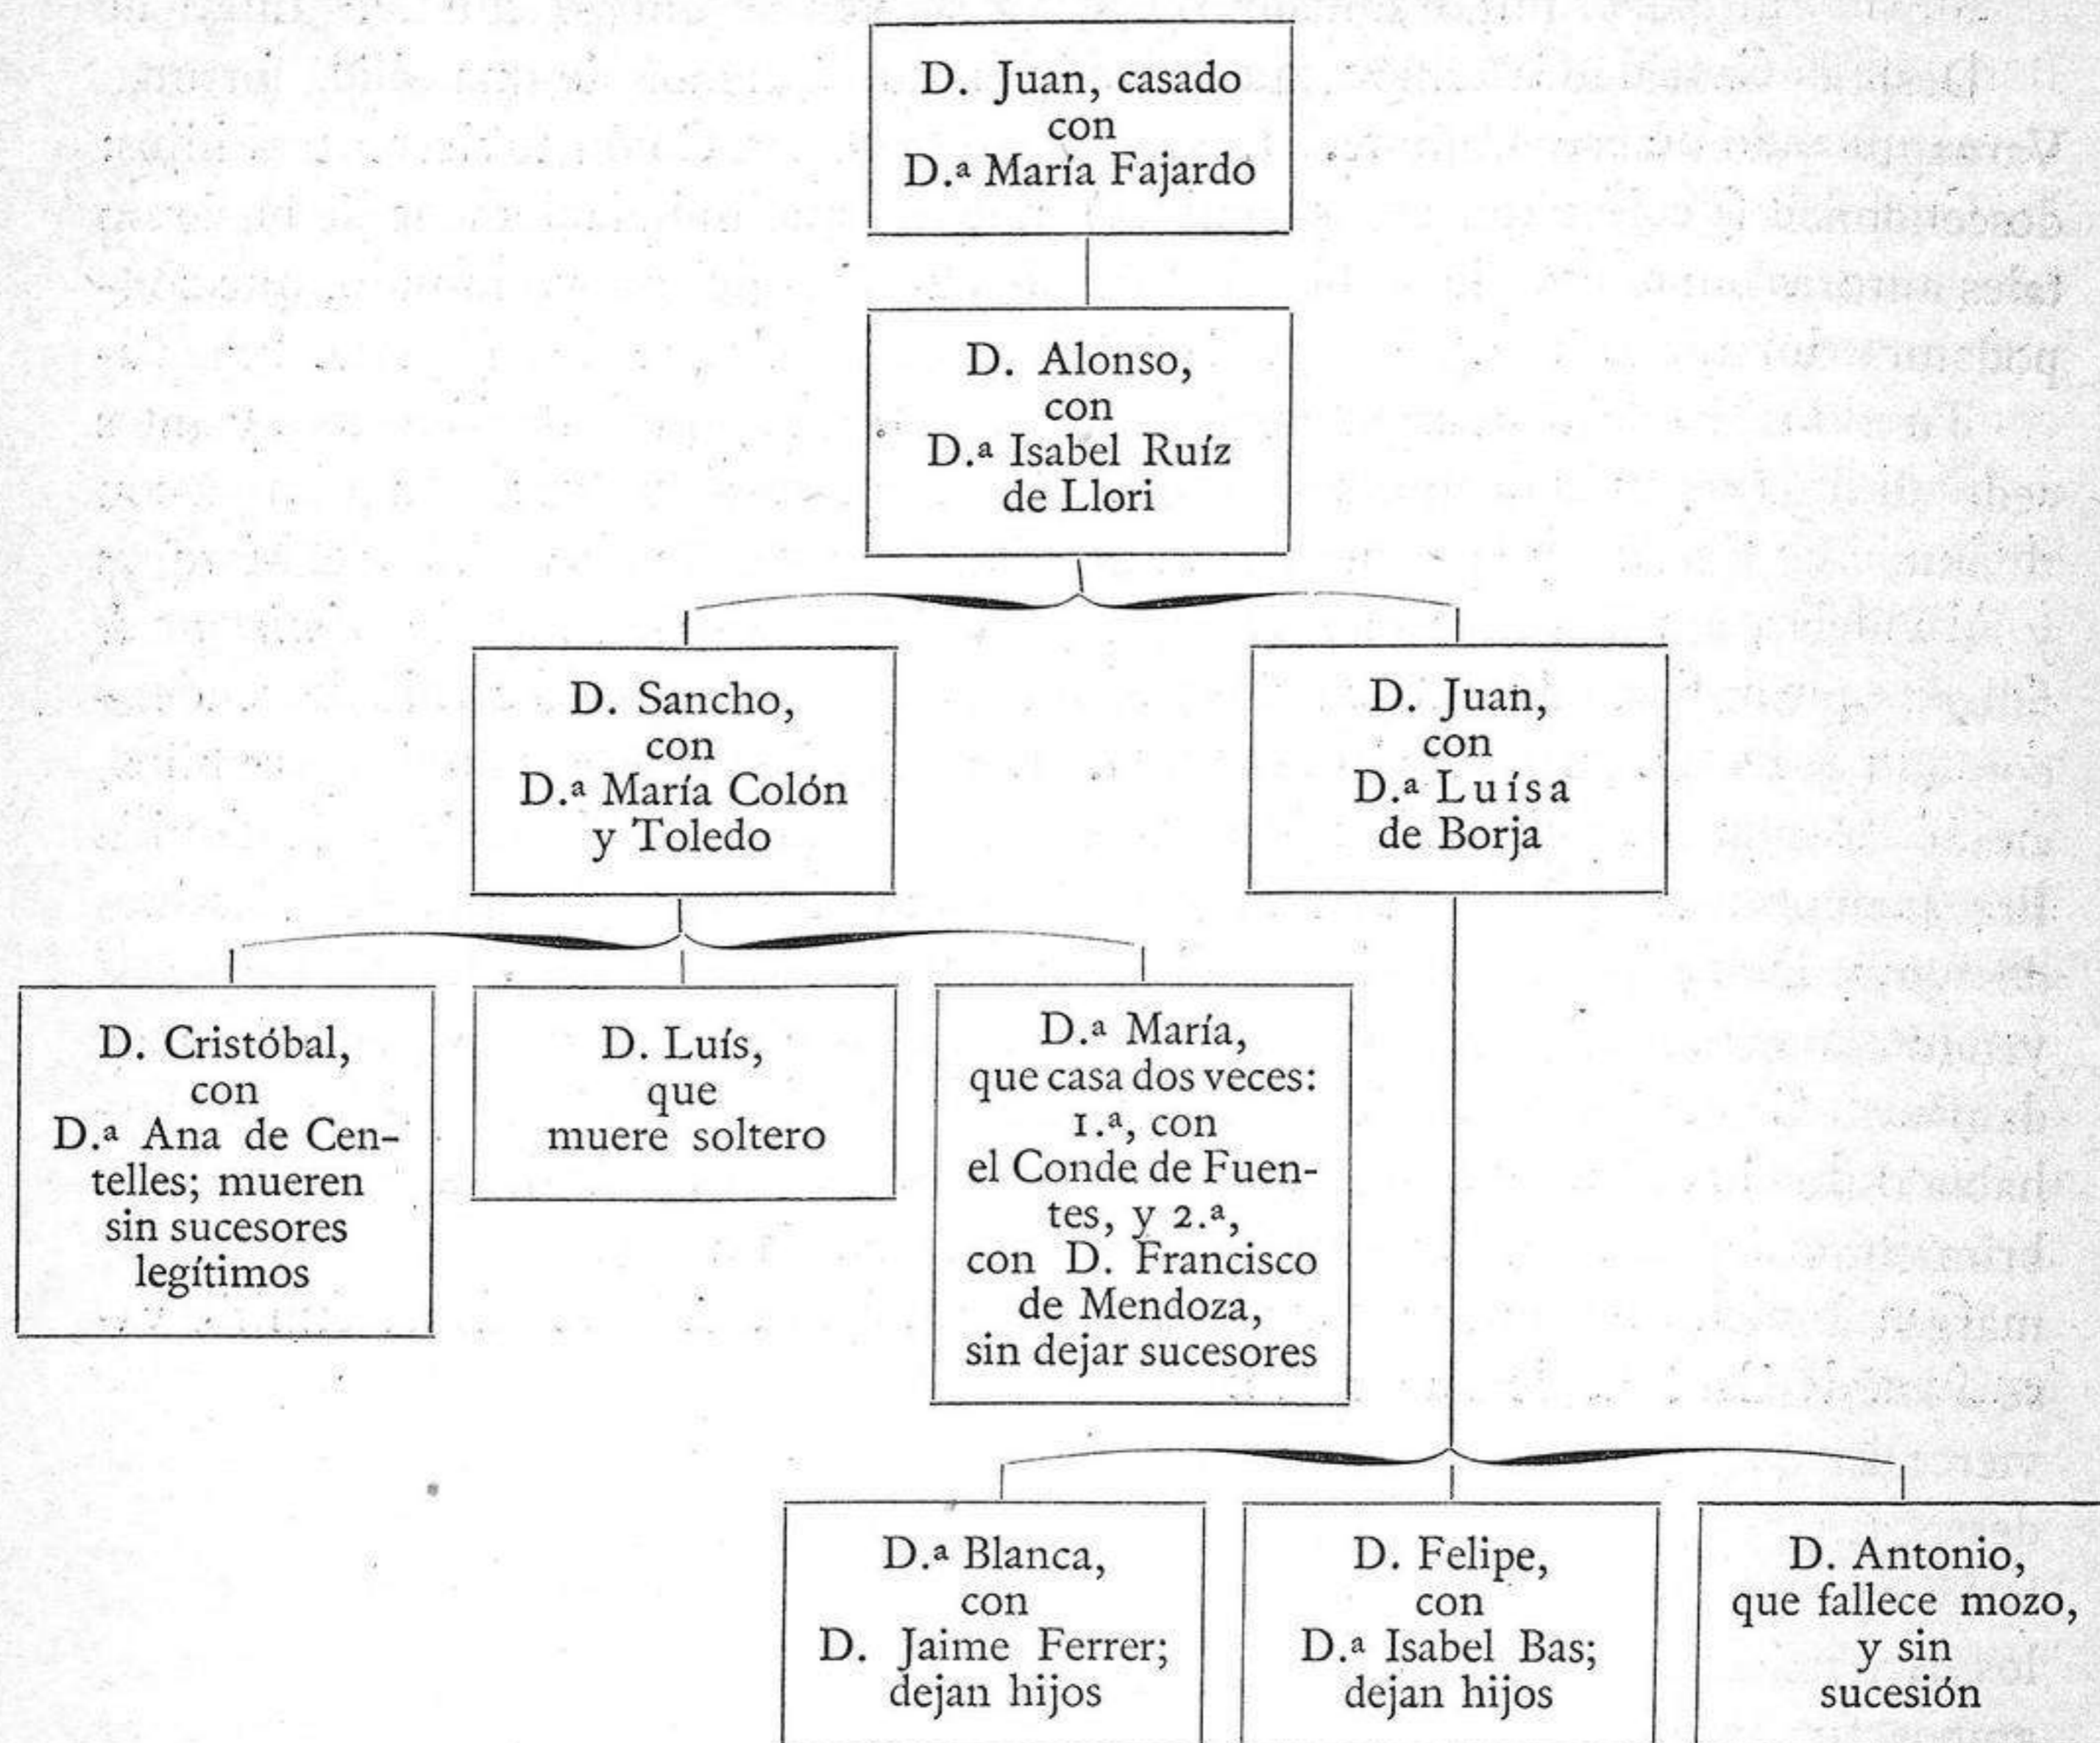 D. Juan, casado
con
D.ª María Fajardo
D. Alonso,
con
D.ª Isabel Ruíz
de Llori
D. Sancho,
con
D.ª María Colón
y Toledo
D. Juan,
con
D.ª Luísa
de Borja
D. Cristóbal,
con
D.ª Ana de Cen-
telles; mueren
sin sucesores
legítimos
D. Luís,
que
muere soltero
D.ª María,
que casa dos veces:
1.ª, con
el Conde de Fuen-
tes, y 2.ª,
con D. Francisco
de Mendoza,
sin dejar sucesores
D.ª Blanca,
con
D. Jaime Ferrer;
dejan hijos
D. Felipe,
con
D.ª Isabel Bas;
dejan hijos
D. Antonio,
que fallece mozo,
y sin
sucesión